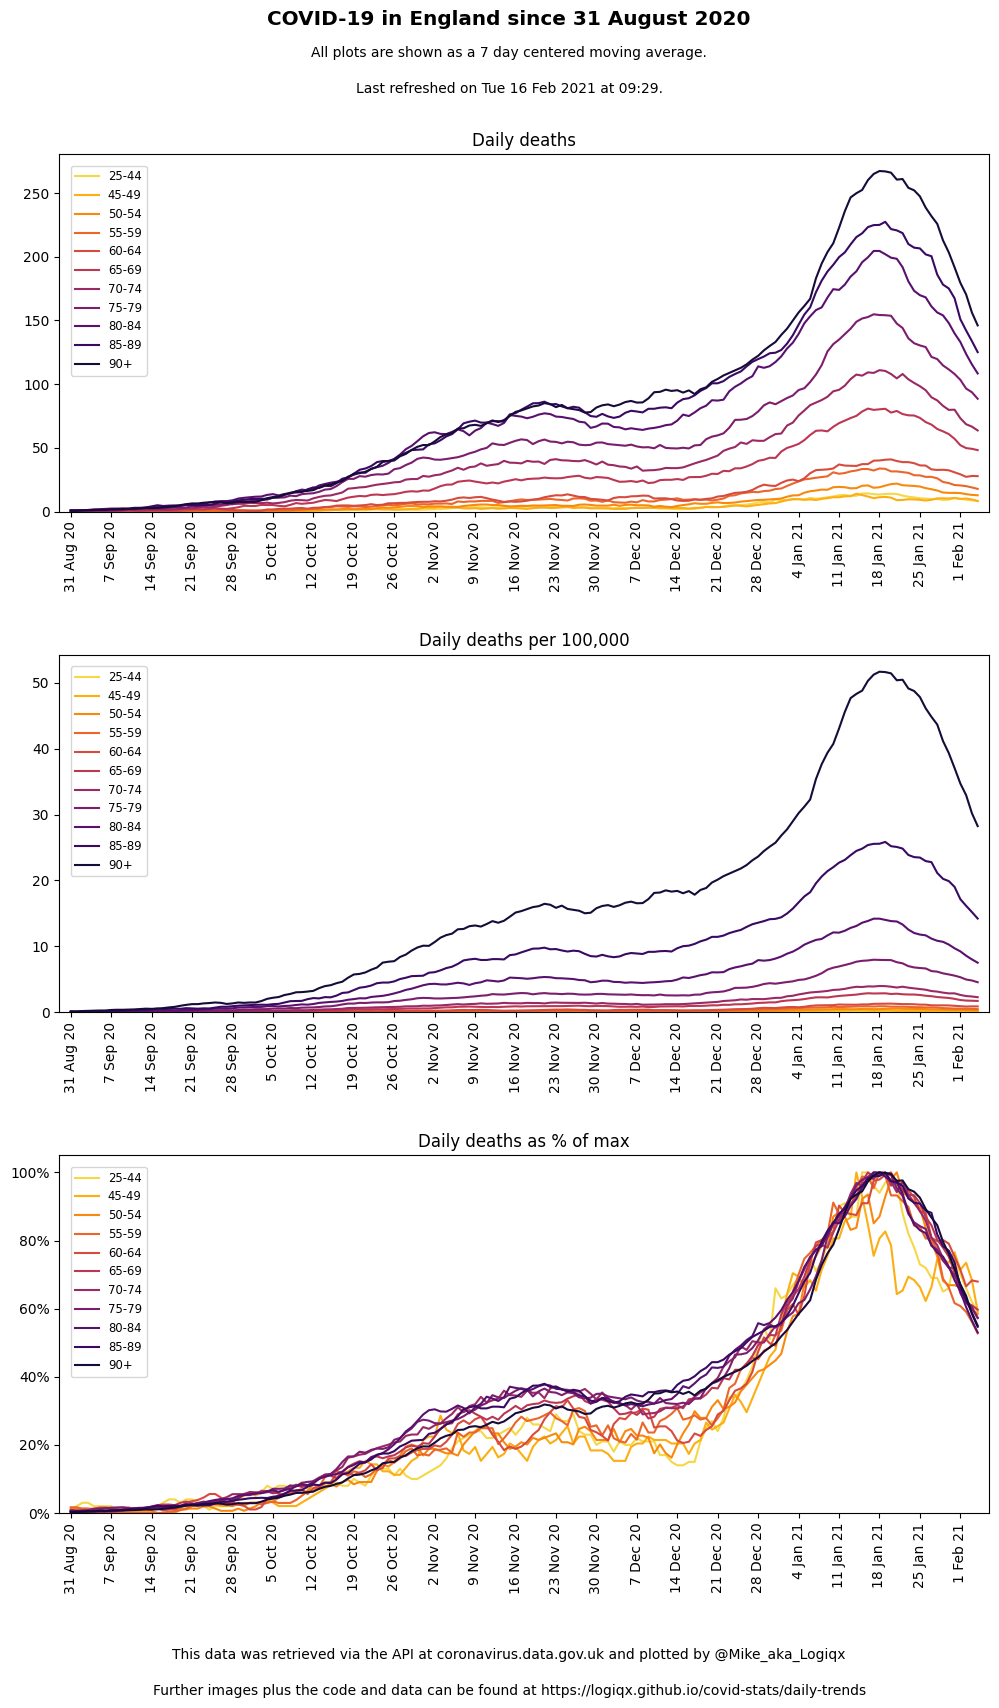 COVID-19 in England since 31 August 2020
All plots are shown as a 7 day centered moving average.
Last refreshed on Tue 16 Feb 2021 at 09:29.
Daily deaths
250
200
150
100
50
0
25-44
45-49
50-54
55-59
60-64
65-69
70-74
75-79
80-84
85-89
90+
31 Aug 20
7 Sep 20
14 Sep 20
21 Sep 20
28 Sep 20
5 Oct 20
12 Oct 20
19 Oct 20
26 Oct 20
2 Nov 20
9 Nov 20
16 Nov 20
23 Nov 20
30 Nov 20
7 Dec 20
14 Dec 20
21 Dec 20
28 Dec 20
4 Jan 21
11 Jan 21
18 Jan 21
25 Jan 21
1 Feb 21
Daily deaths per 100,000
50
40
30
20
10
0
25-44
45-49
50-54
55-59
60-64
65-69
70-74
75-79
80-84
85-89
90+
31 Aug 20
7 Sep 20
14 Sep 20
21 Sep 20
28 Sep 20
5 Oct 20
12 Oct 20
19 Oct 20
26 Oct 20
2 Nov 20
9 Nov 20
16 Nov 20
23 Nov 20
30 Nov 20
7 Dec 20
14 Dec 20
21 Dec 20
28 Dec 20
4 Jan 21
11 Jan 21
18 Jan 21
25 Jan 21
1 Feb 21
Daily deaths as % of max
100%
80%
60%
40%
20%
0%
25-44
45-49
50-54
55-59
60-64
65-69
70-74
75-79
80-84
85-89
90+
31 Aug 20
7 Sep 20
14 Sep 20
21 Sep 20
28 Sep 20
5 Oct 20
12 Oct 20
19 Oct 20
26 Oct 20
2 Nov 20
9 Nov 20
16 Nov 20
23 Nov 20
30 Nov 20
7 Dec 20
14 Dec 20
21 Dec 20
28 Dec 20
4 Jan 21
11 Jan 21
18 Jan 21
25 Jan 21
1 Feb 21
This data was retrieved via the API at coronavirus.data.gov.uk and plotted by @Mike_aka_Logiqx
Further images plus the code and data can be found at https://logiqx.github.io/covid-stats/daily-trends